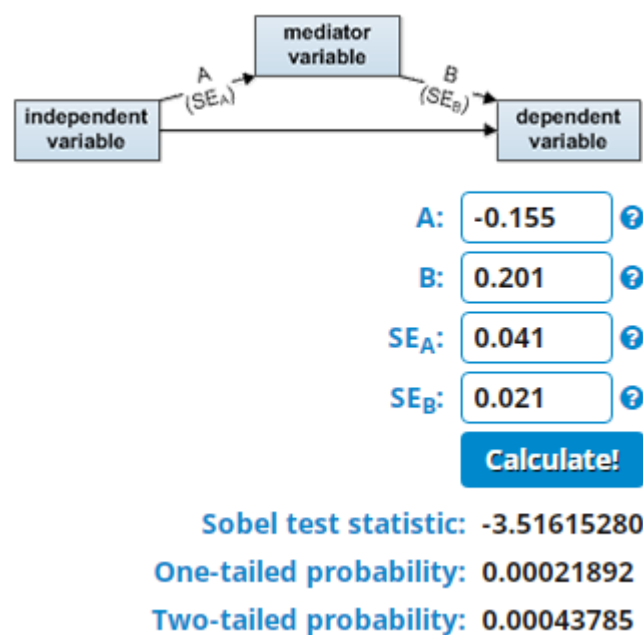 mediator
variable
A
(SEA)
B
(SEB)
independent
variable
dependent
variable
A: -0.155 ?
B: 0.201 ?
SEA: 0.041 ?
SEB: 0.021 ?
Calculate!
Sobel test statistic: -3.51615280
One-tailed probability: 0.00021892
Two-tailed probability: 0.00043785